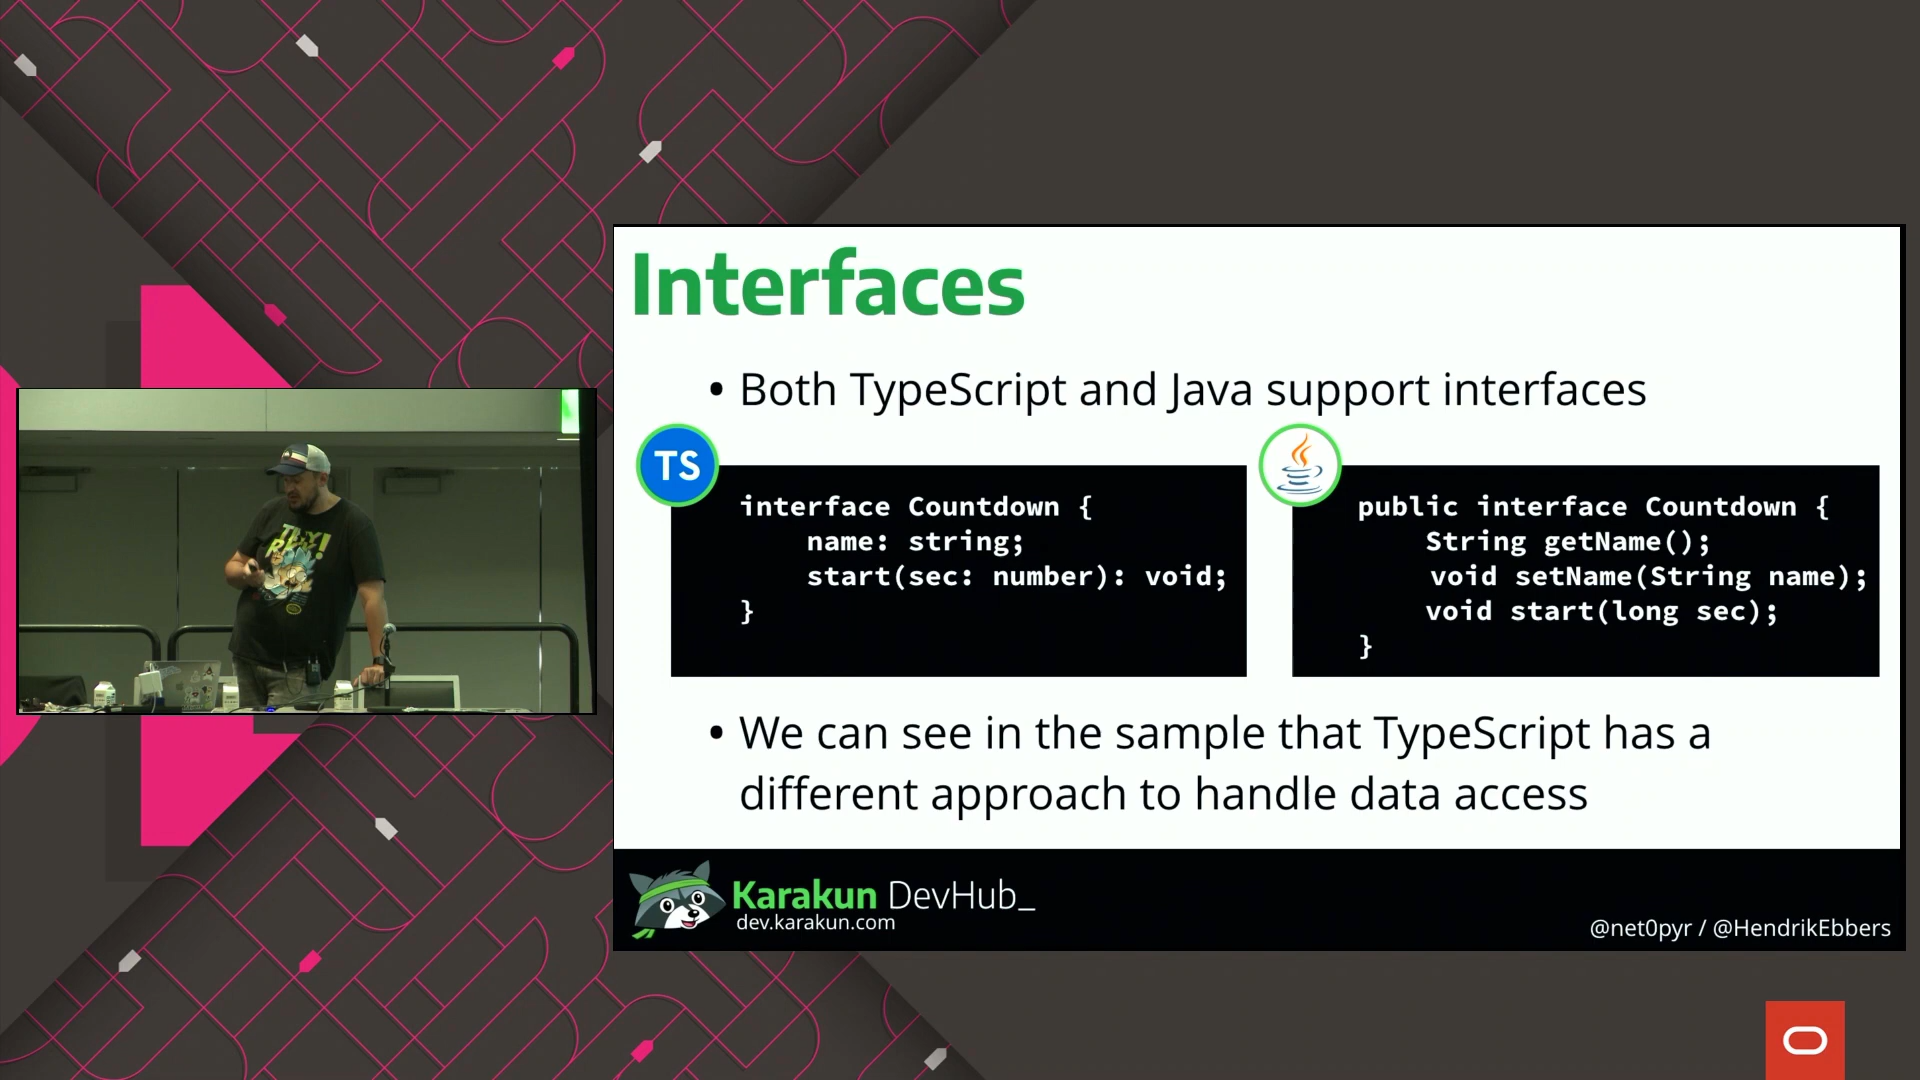 Interfaces
• Both TypeScript and Java support interfaces
TS
interface Countdown {
name: string;
start(sec: number): void;
}
public interface Countdown {
String getName();
void setName(String name);
void start(long sec);
}
• We can see in the sample that TypeScript has a
different approach to handle data access
Karakun DevHub_
dev.karakun.com
@net0pyr / @HendrikEbbers